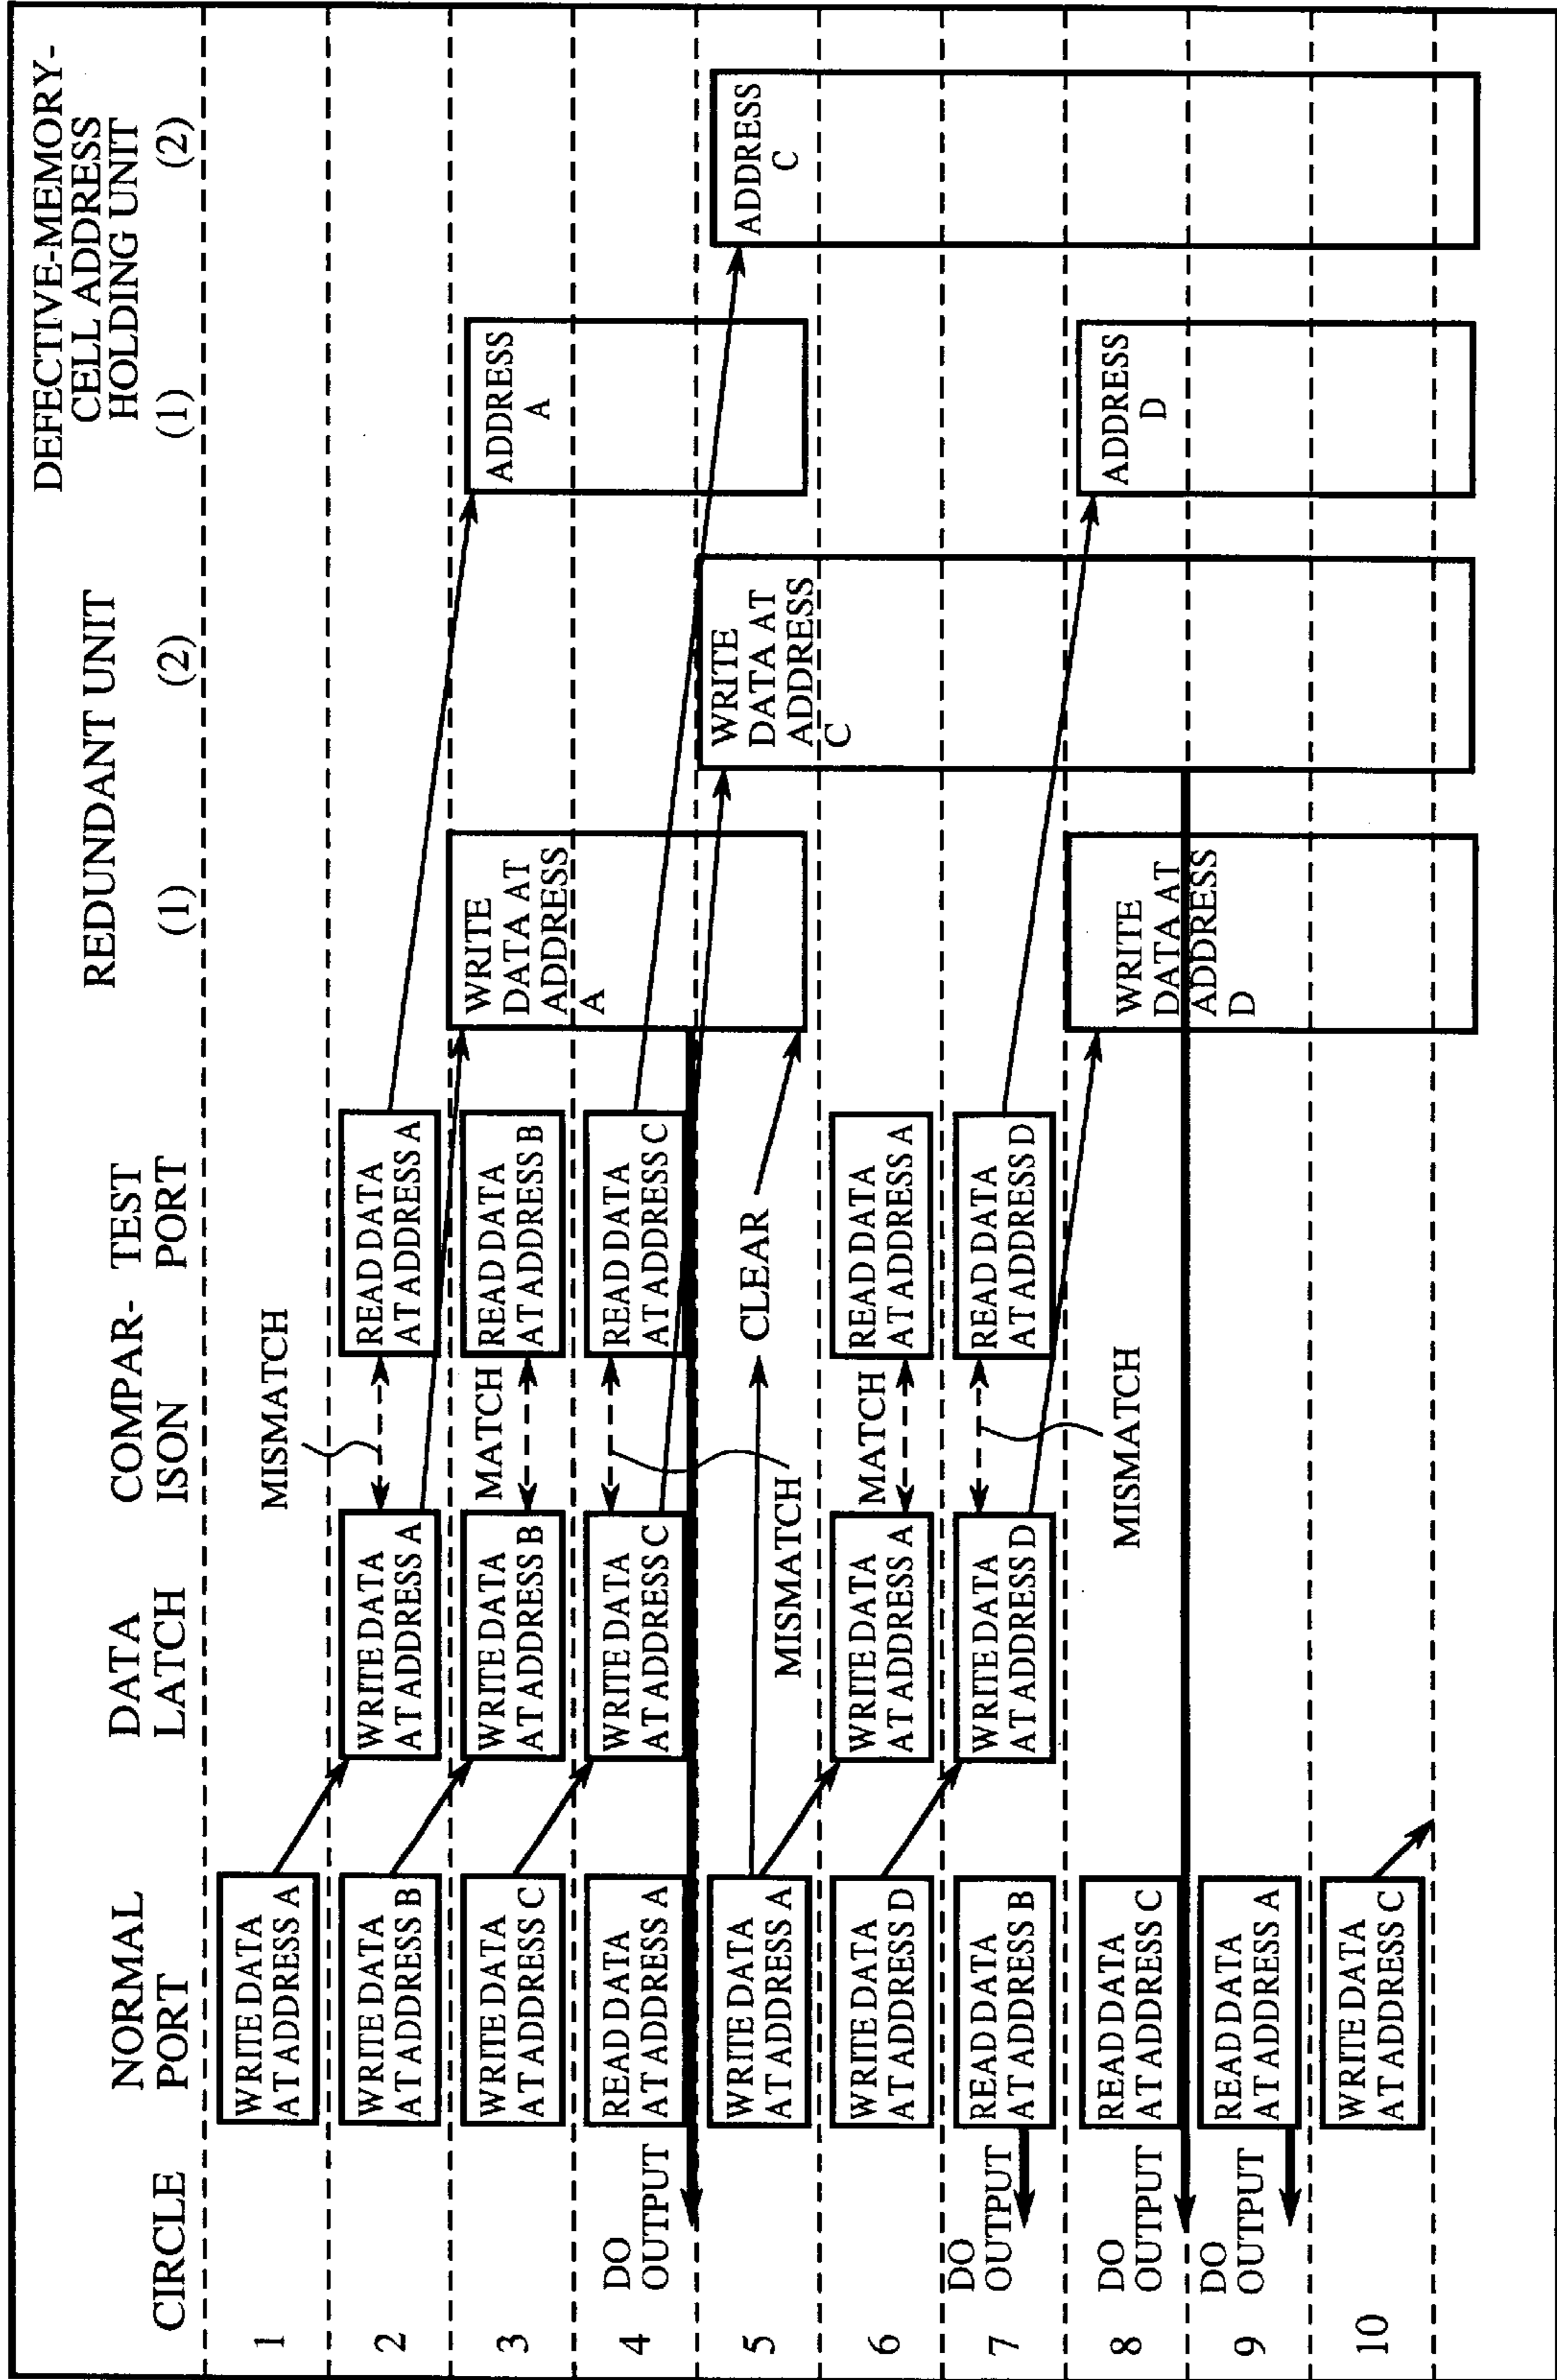 CIRCLE
NORMAL
PORT
DATA
LATCH
COMPAR-
ISON
TEST
PORT
REDUNDANT UNIT
(1)
(2)
DEFECTIVE-MEMORY-
CELL ADDRESS
HOLDING UNIT
(1)
(2)
1
WRITE DATA
AT ADDRESS A
MISMATCH
2
WRITE DATA
AT ADDRESS B
WRITE DATA
AT ADDRESS A
READ DATA
AT ADDRESS A
3
WRITE DATA
AT ADDRESS C
WRITE DATA
AT ADDRESS B
MATCH
READ DATA
AT ADDRESS B
WRITE
DATA AT
ADDRESS
A
ADDRESS
A
4
DO
OUTPUT
READ DATA
AT ADDRESS A
WRITE DATA
AT ADDRESS C
READ DATA
AT ADDRESS C
5
WRITE DATA
AT ADDRESS A
MISMATCH
CLEAR
WRITE
DATA AT
ADDRESS
C
ADDRESS
C
6
WRITE DATA
AT ADDRESS D
WRITE DATA
AT ADDRESS A
MATCH
READ DATA
AT ADDRESS A
7
DO
OUTPUT
READ DATA
AT ADDRESS B
WRITE DATA
AT ADDRESS D
READ DATA
AT ADDRESS D
8
DO
OUTPUT
READ DATA
AT ADDRESS C
MISMATCH
WRITE
DATA AT
ADDRESS
D
ADDRESS
D
9
DO
OUTPUT
READ DATA
AT ADDRESS A
10
WRITE DATA
AT ADDRESS C